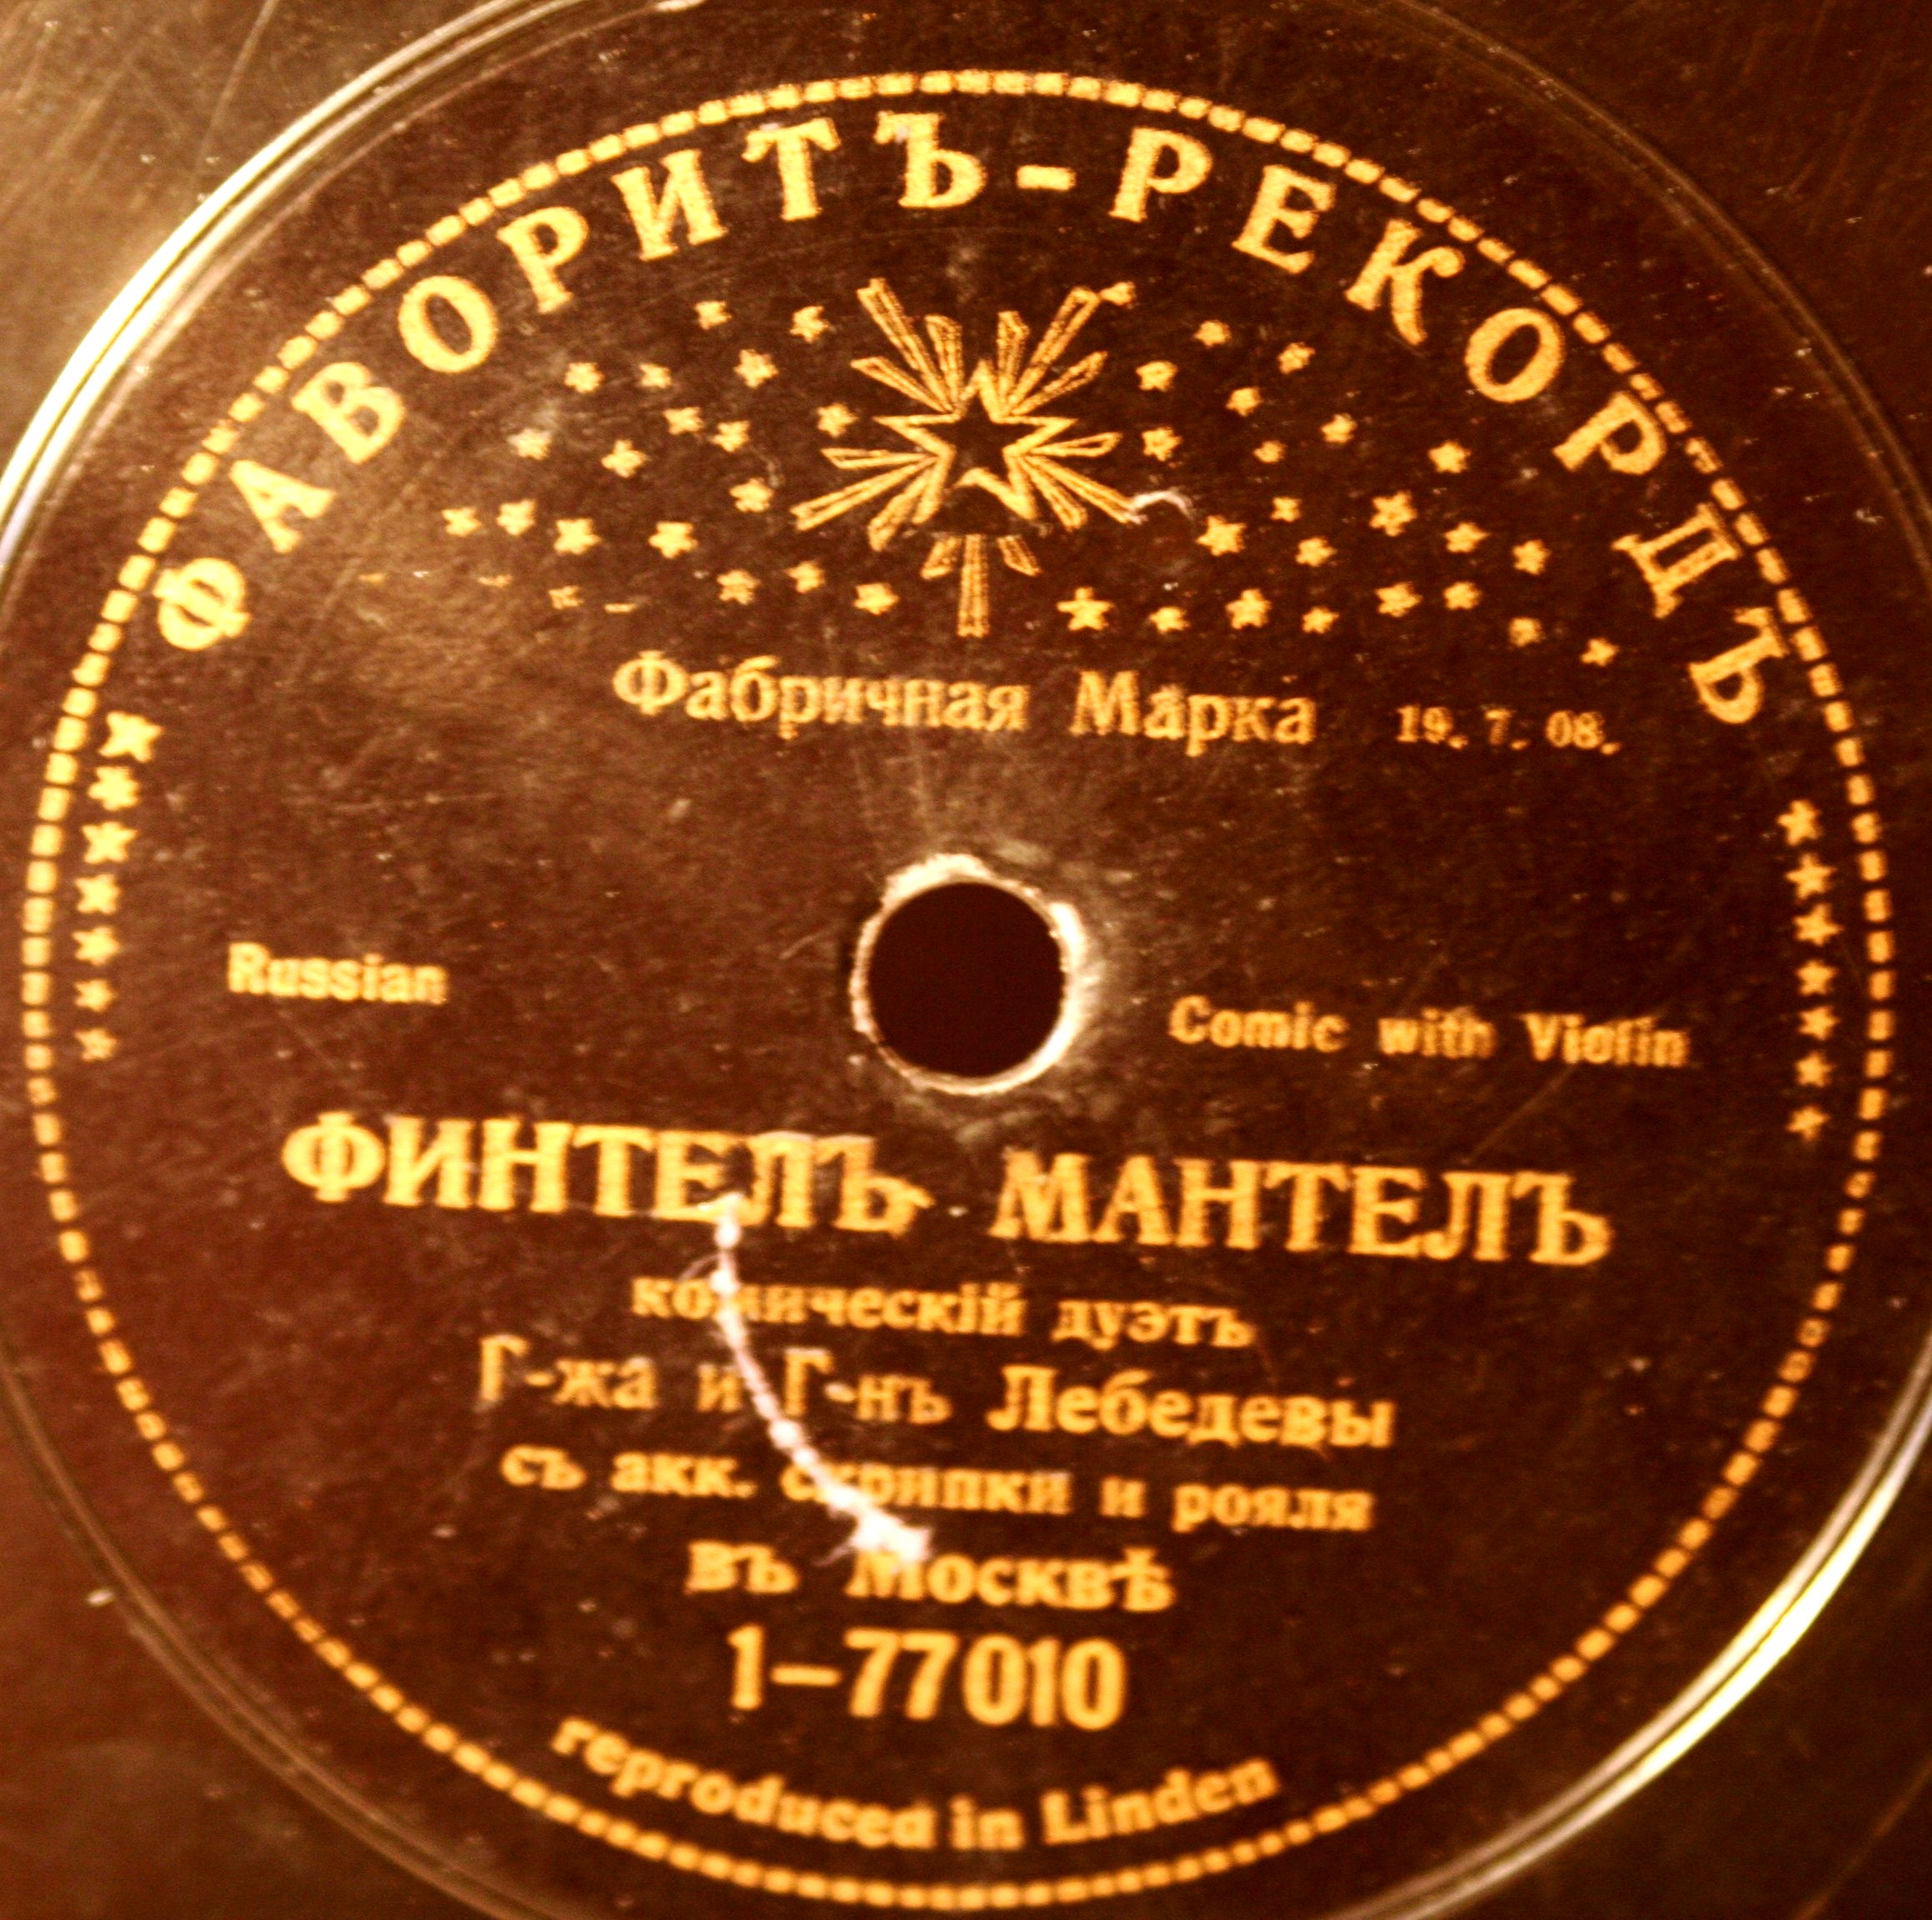 ФАВОРИТЪ-РЕКОРДЪ
Фабричная Марка 19. 7. 08.
Russian
Comic with Violin
ФИНТЕЛЬ-МАНТЕЛЪ
комическій дуэтъ
Г-жа и Г-нъ Лебедевы
съ акк. скрипки и рояля
въ Москвѣ
1-77010
reproduced in Linden